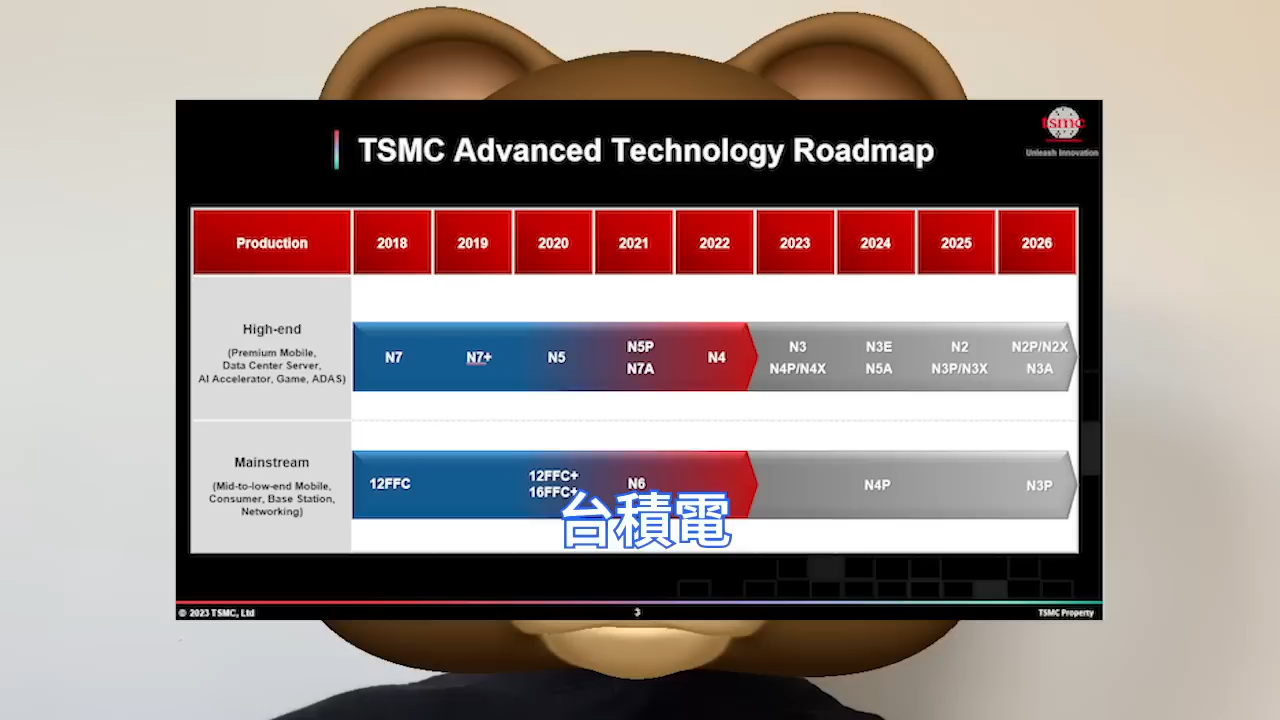 TSMC Advanced Technology Roadmap
tsmc
Unleash Innovation
Production 2018 2019 2020 2021 2022 2023 2024 2025 2026
High-end
(Premium Mobile,
Data Center Server,
AI Accelerator, Game, ADAS)
N7 N7+ N5 N5P N4 N3 N3E N2 N2P/N2X
N7A N4P/N4X N5A N3P/N3X N3A
Mainstream
(Mid-to-low-end Mobile,
Consumer, Base Station,
Networking)
12FFC 12FFC+ N6 N4P N3P
16FFC+
台積電
© 2023 TSMC, Ltd
3
TSMC Property